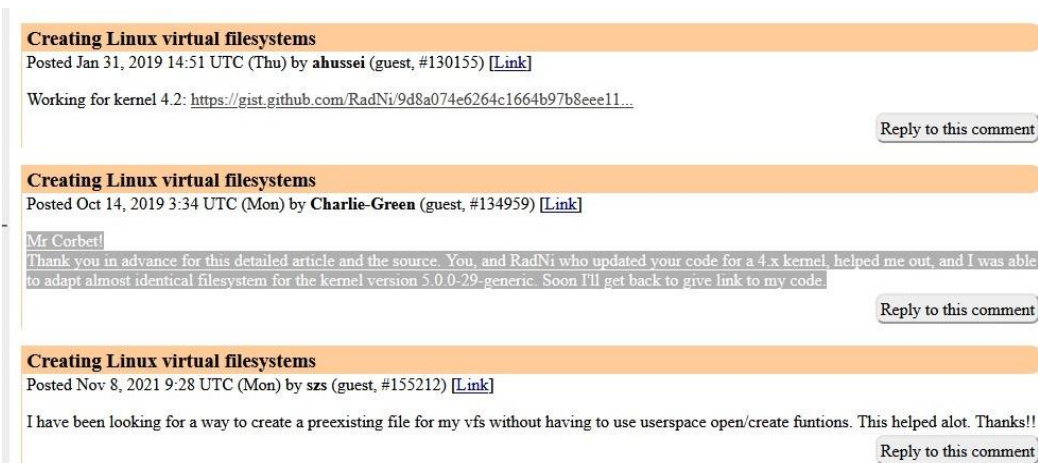 Creating Linux virtual filesystems
Posted Jan 31, 2019 14:51 UTC (Thu) by ahussei (guest, #130155) [Link]
Working for kernel 4.2: https://gist.github.com/RadNi/9d8a074e6264c1664b97b8eee11...
Reply to this comment
Creating Linux virtual filesystems
Posted Oct 14, 2019 3:34 UTC (Mon) by Charlie-Green (guest, #134959) [Link]
Mr Corbet!
Thank you in advance for this detailed article and the source. You, and RadNi who updated your code for a 4.x kernel, helped me out, and I was able
to adapt almost identical filesystem for the kernel version 5.0.0-29-generic. Soon I'll get back to give link to my code.
Reply to this comment
Creating Linux virtual filesystems
Posted Nov 8, 2021 9:28 UTC (Mon) by szs (guest, #155212) [Link]
I have been looking for a way to create a preexisting file for my vfs without having to use userspace open/create funtions. This helped alot. Thanks!!
Reply to this comment